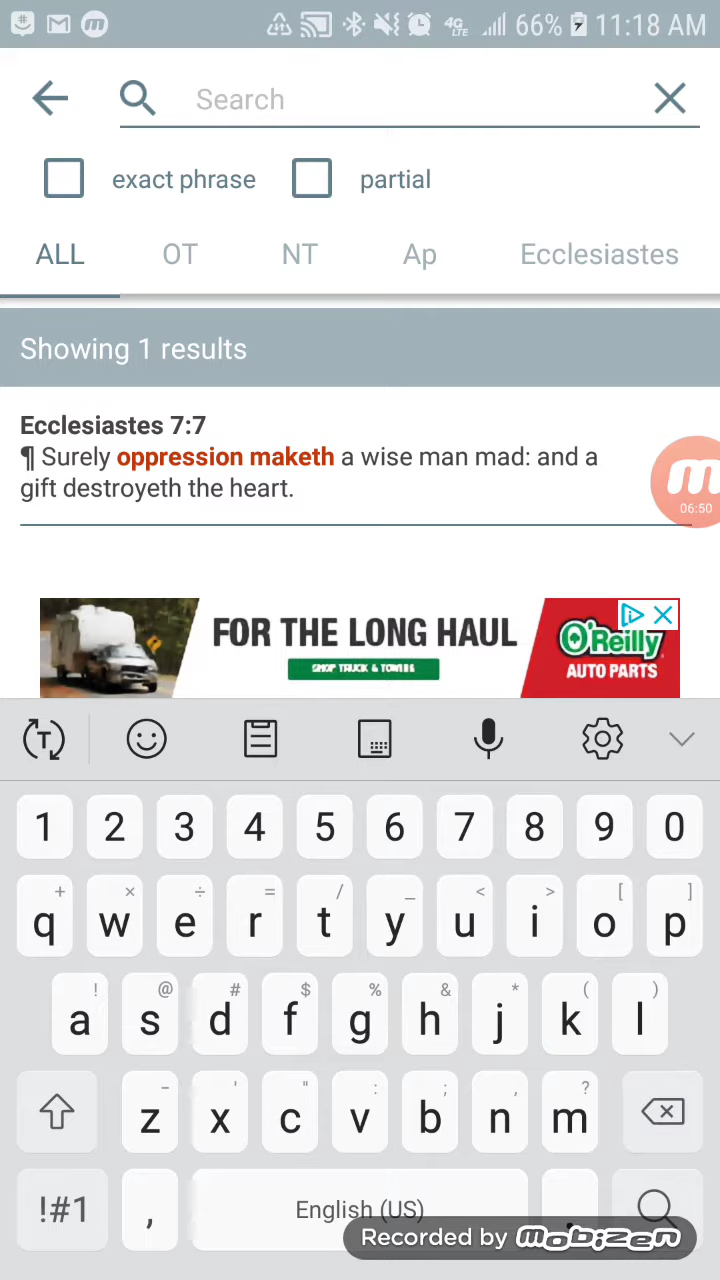 4G LTE 66% 11:18 AM
Search
exact phrase partial
ALL OT NT Ap Ecclesiastes
Showing 1 results
Ecclesiastes 7:7
¶ Surely oppression maketh a wise man mad: and a
gift destroyeth the heart.
06:50
FOR THE LONG HAUL
SHOP TRUCK & TOWING
O'Reilly
AUTO PARTS
T
1 2 3 4 5 6 7 8 9 0
+ × ÷ = / _ < > [ ]
q w e r t y u i o p
! @ # $ % & * ( )
a s d f g h j k l
- ' " : ; , ?
z x c v b n m
!#1 , English (US) .
Recorded by mobizen